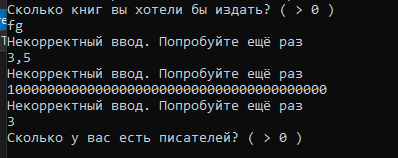 Сколько книг вы хотели бы издать? ( > 0 )
fg
Некорректный ввод. Попробуйте ещё раз
3,5
Некорректный ввод. Попробуйте ещё раз
1000000000000000000000000000000000000000
Некорректный ввод. Попробуйте ещё раз
3
Сколько у вас есть писателей? ( > 0 )